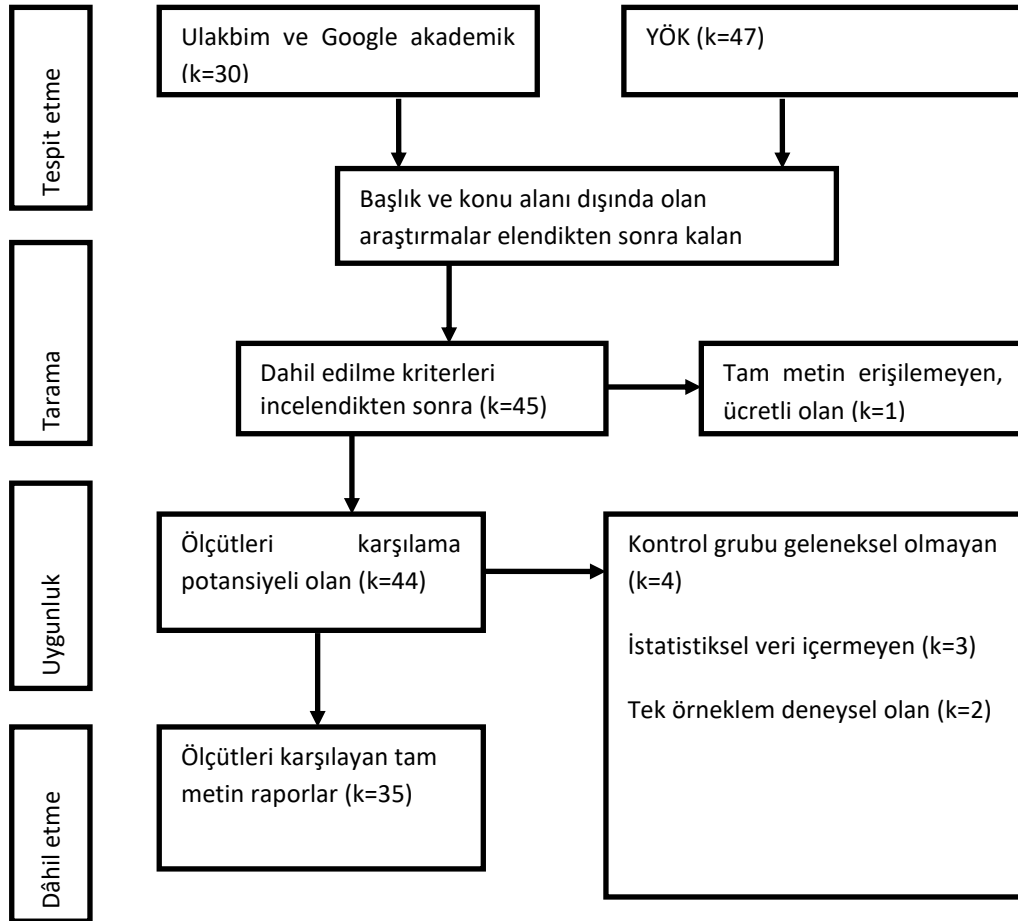 Tespit etme
Ulakbim ve Google akademik
(k=30)
YÖK (k=47)
Başlık ve konu alanı dışında olan
araştırmalar elendikten sonra kalan
Tarama
Dahil edilme kriterleri
incelendikten sonra (k=45)
Tam metin erişilemeyen,
ücretli olan (k=1)
Uygunluk
Ölçütleri karşılama
potansiyeli olan (k=44)
Kontrol grubu geleneksel olmayan
(k=4)
İstatistiksel veri içermeyen (k=3)
Tek örneklem deneysel olan (k=2)
Dâhil etme
Ölçütleri karşılayan tam
metin raporlar (k=35)